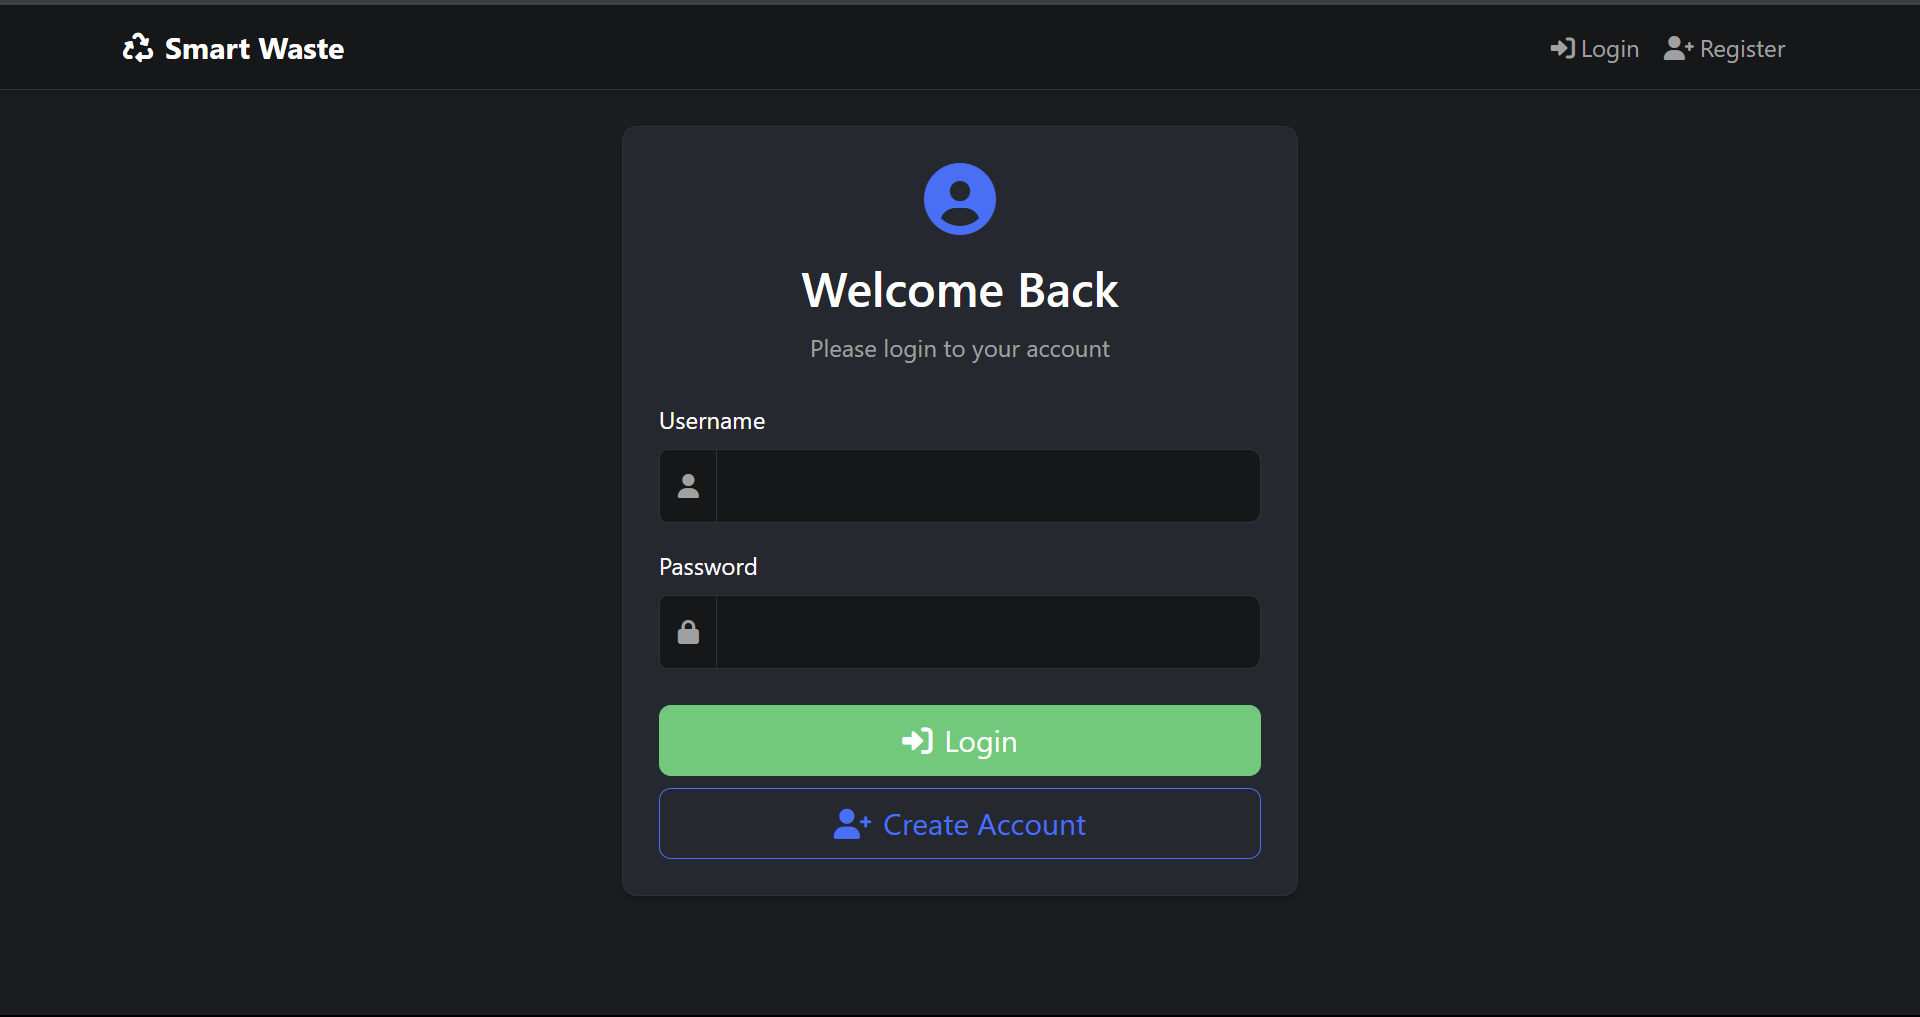 Smart Waste
Login
Register
Welcome Back
Please login to your account
Username
Password
Login
Create Account